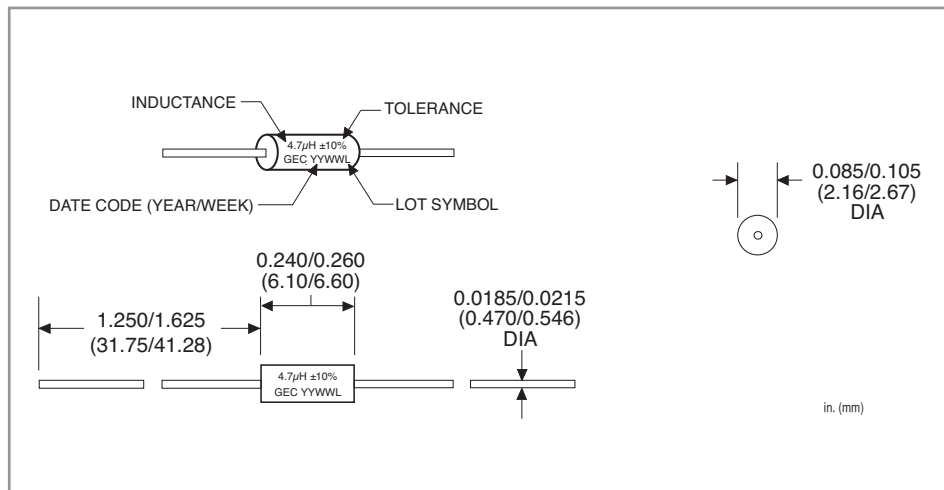 INDUCTANCE
TOLERANCE
4.7µH ±10%
GEC YYWWL
DATE CODE (YEAR/WEEK)
LOT SYMBOL
0.085/0.105
(2.16/2.67)
DIA
0.240/0.260
(6.10/6.60)
1.250/1.625
(31.75/41.28)
0.0185/0.0215
(0.470/0.546)
DIA
4.7µH ±10%
GEC YYWWL
in. (mm)